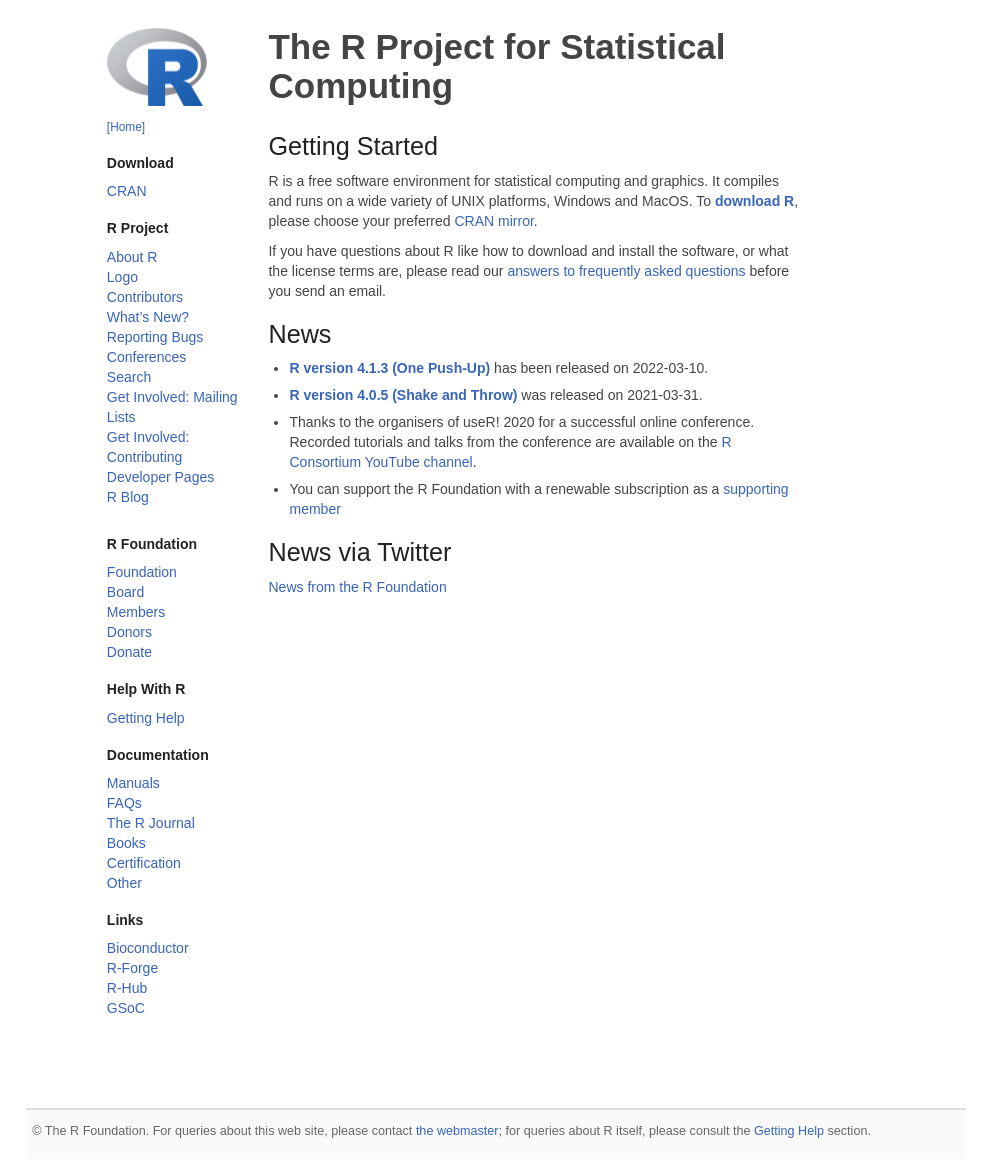 R
[Home]
Download
CRAN
R Project
About R
Logo
Contributors
What’s New?
Reporting Bugs
Conferences
Search
Get Involved: Mailing
Lists
Get Involved:
Contributing
Developer Pages
R Blog
R Foundation
Foundation
Board
Members
Donors
Donate
Help With R
Getting Help
Documentation
Manuals
FAQs
The R Journal
Books
Certification
Other
Links
Bioconductor
R-Forge
R-Hub
GSoC
The R Project for Statistical
Computing
Getting Started
R is a free software environment for statistical computing and graphics. It compiles
and runs on a wide variety of UNIX platforms, Windows and MacOS. To download R,
please choose your preferred CRAN mirror.
If you have questions about R like how to download and install the software, or what
the license terms are, please read our answers to frequently asked questions before
you send an email.
News
• R version 4.1.3 (One Push-Up) has been released on 2022-03-10.
• R version 4.0.5 (Shake and Throw) was released on 2021-03-31.
• Thanks to the organisers of useR! 2020 for a successful online conference.
Recorded tutorials and talks from the conference are available on the R
Consortium YouTube channel.
• You can support the R Foundation with a renewable subscription as a supporting
member
News via Twitter
News from the R Foundation
© The R Foundation. For queries about this web site, please contact the webmaster; for queries about R itself, please consult the Getting Help section.